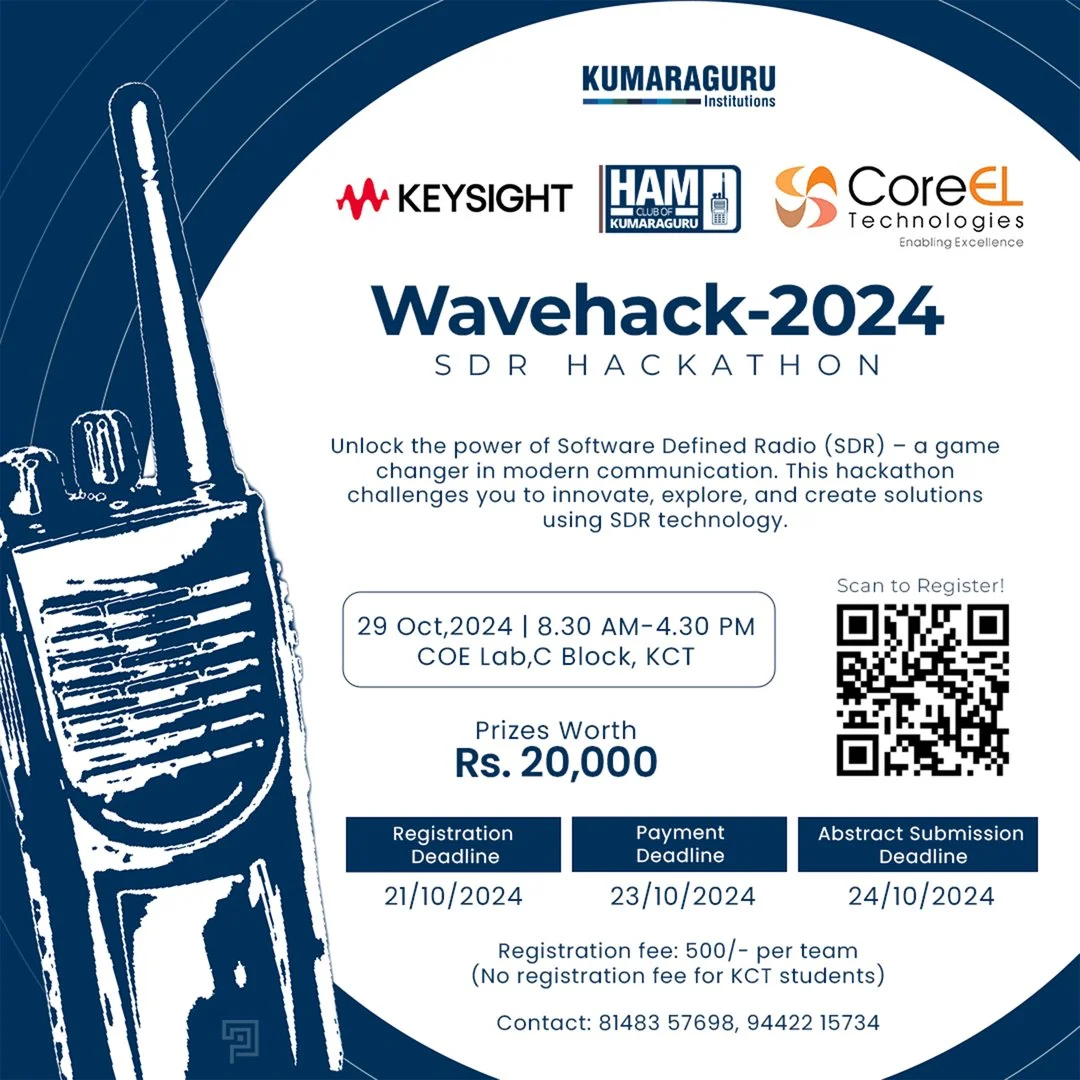 KUMARAGURU
Institutions
KEYSIGHT
HAM
CLUB OF
KUMARAGURU
CoreEL
Technologies
Enabling Excellence
Wavehack-2024
SDR HACKATHON
Unlock the power of Software Defined Radio (SDR) – a game
changer in modern communication. This hackathon
challenges you to innovate, explore, and create solutions
using SDR technology.
Scan to Register!
29 Oct,2024 | 8.30 AM-4.30 PM
COE Lab,C Block, KCT
Prizes Worth
Rs. 20,000
Registration
Deadline
21/10/2024
Payment
Deadline
23/10/2024
Abstract Submission
Deadline
24/10/2024
Registration fee: 500/- per team
(No registration fee for KCT students)
Contact: 81483 57698, 94422 15734